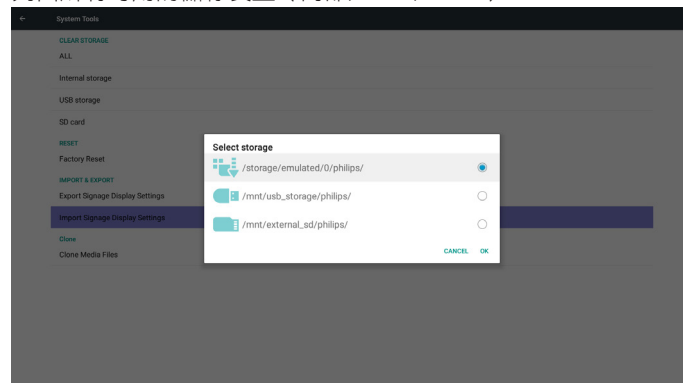 System Tools
CLEAR STORAGE
ALL
Internal storage
USB storage
SD card
RESET
Factory Reset
IMPORT & EXPORT
Export Signage Display Settings
Import Signage Display Settings
Clone
Clone Media Files
Select storage
/storage/emulated/0/philips/
/mnt/usb_storage/philips/
/mnt/external_sd/philips/
CANCEL OK